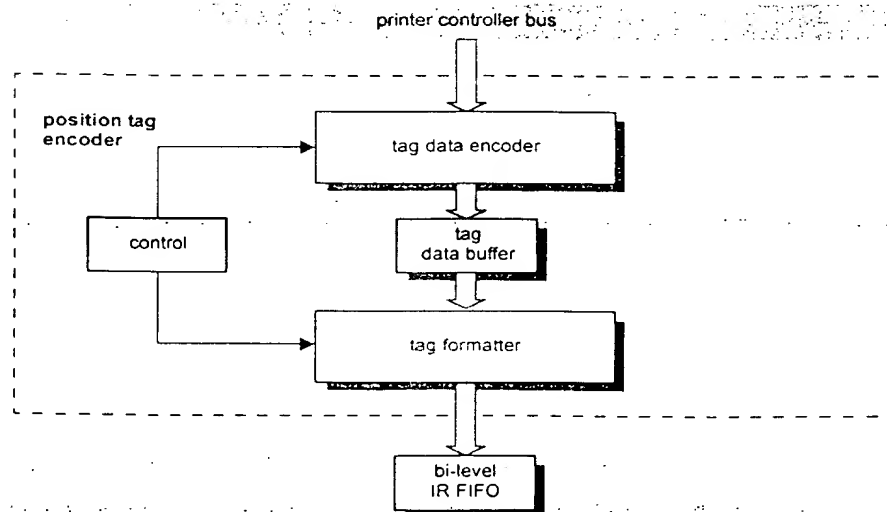 printer controller bus
position tag
encoder
tag data encoder
control
tag
data buffer
tag formatter
bi-level
IR FIFO